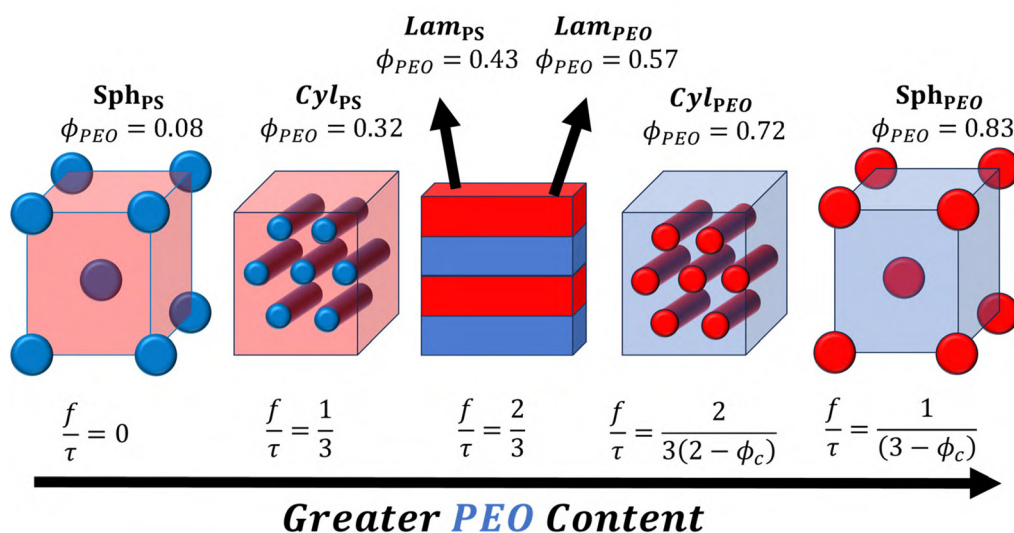 Lam_PS Lam_PEO
ϕ_PEO = 0.43 ϕ_PEO = 0.57
Sph_PS Cyl_PS Cyl_PEO Sph_PEO
ϕ_PEO = 0.08 ϕ_PEO = 0.32 ϕ_PEO = 0.72 ϕ_PEO = 0.83
f/τ = 0 f/τ = 1/3 f/τ = 2/3 f/τ = 2/(3(2 − ϕ_c)) f/τ = 1/((3 − ϕ_c))
Greater PEO Content